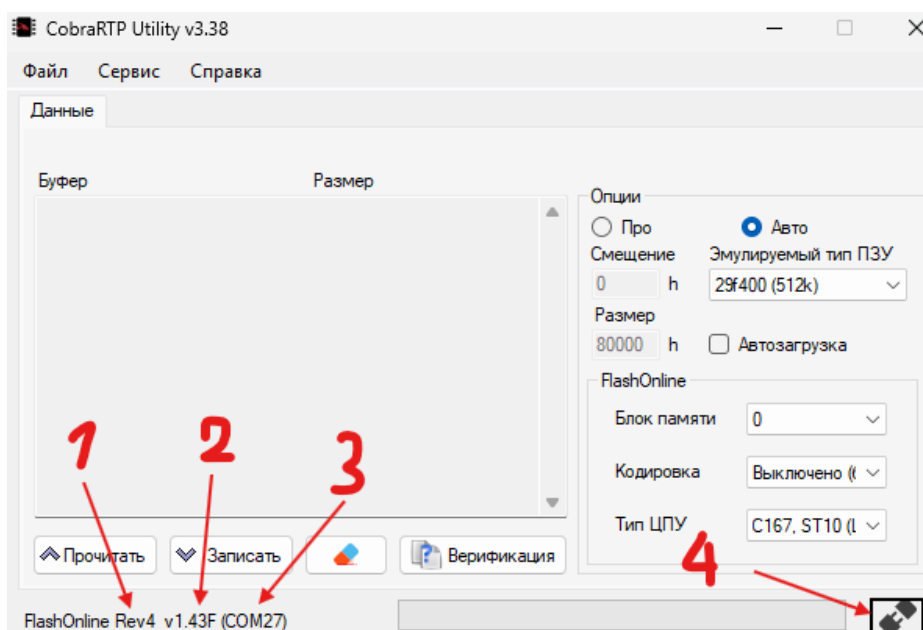 CobraRTP Utility v3.38
Файл Сервис Справка
Данные
Буфер Размер
Опции
Про Авто
Смещение Эмулируемый тип ПЗУ
0 h 29f400 (512k)
Размер
80000 h Автозагрузка
FlashOnline
Блок памяти 0
Кодировка Выключено (
Тип ЦПУ C167, ST10 (
1 2 3 4
Прочитать Записать Верификация
FlashOnline Rev4 v1.43F (COM27)